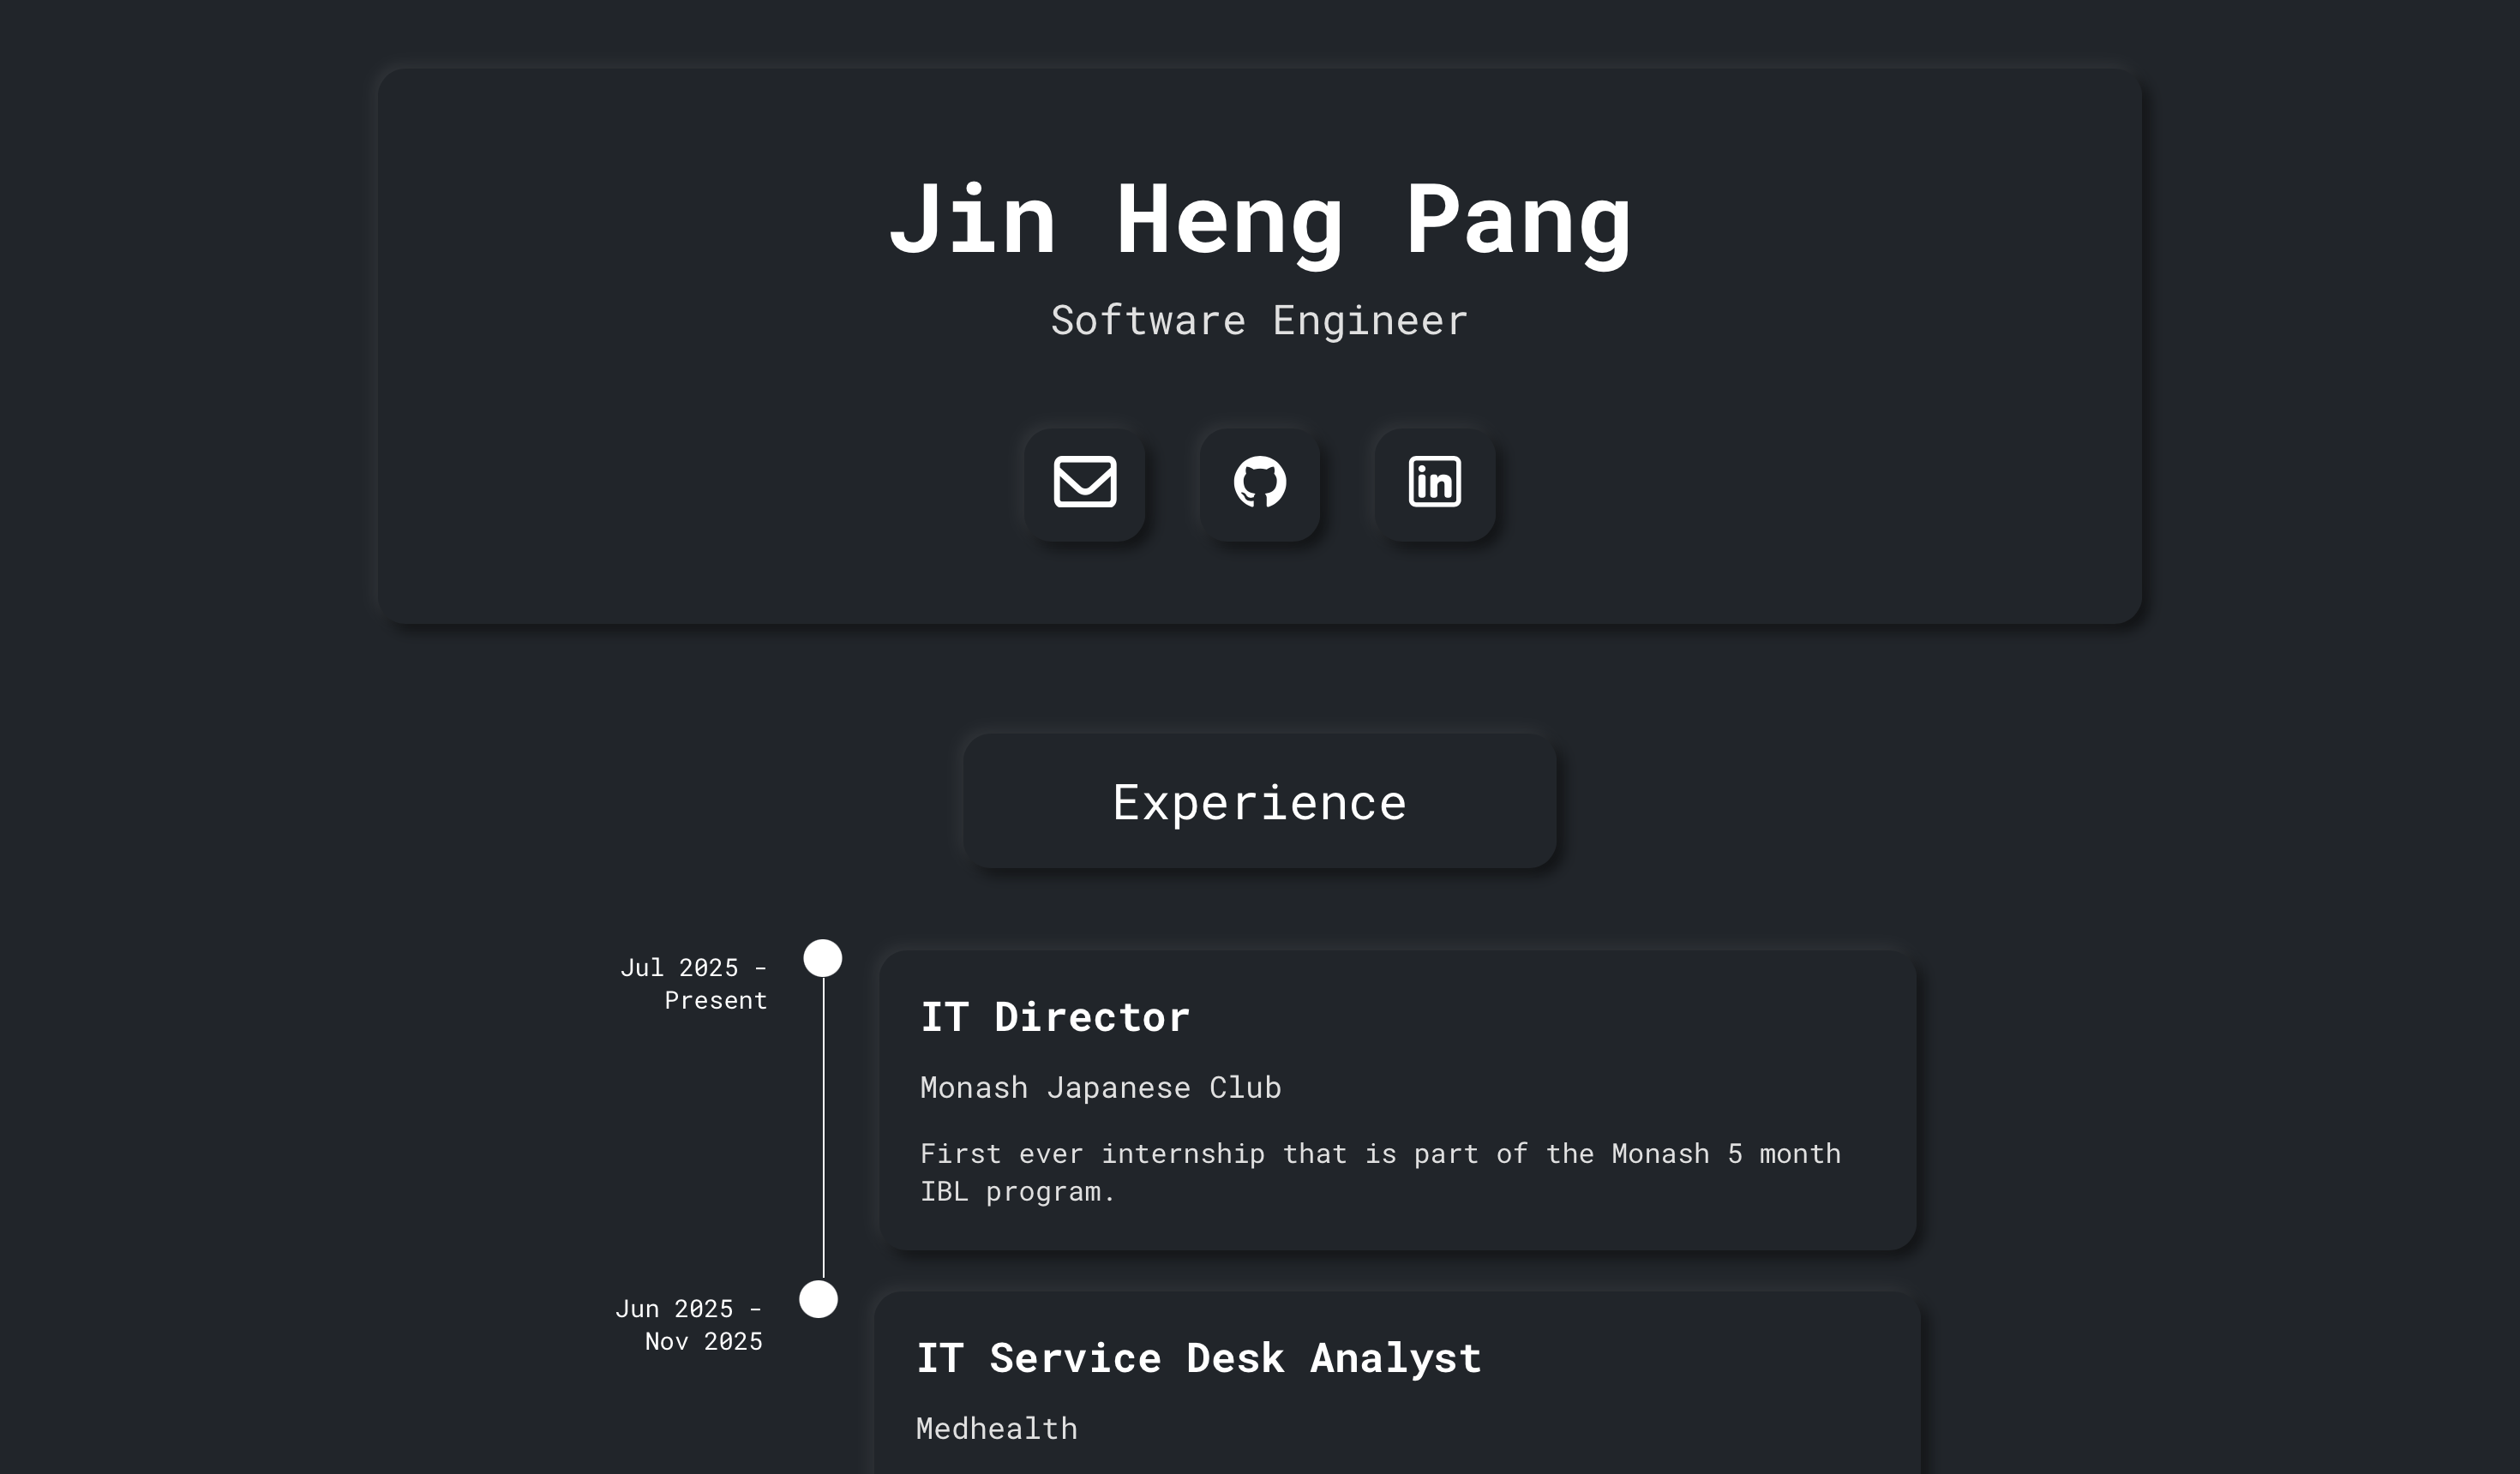 Jin Heng Pang
Software Engineer
Experience
Jul 2025 -
Present
IT Director
Monash Japanese Club
First ever internship that is part of the Monash 5 month
IBL program.
Jun 2025 -
Nov 2025
IT Service Desk Analyst
Medhealth